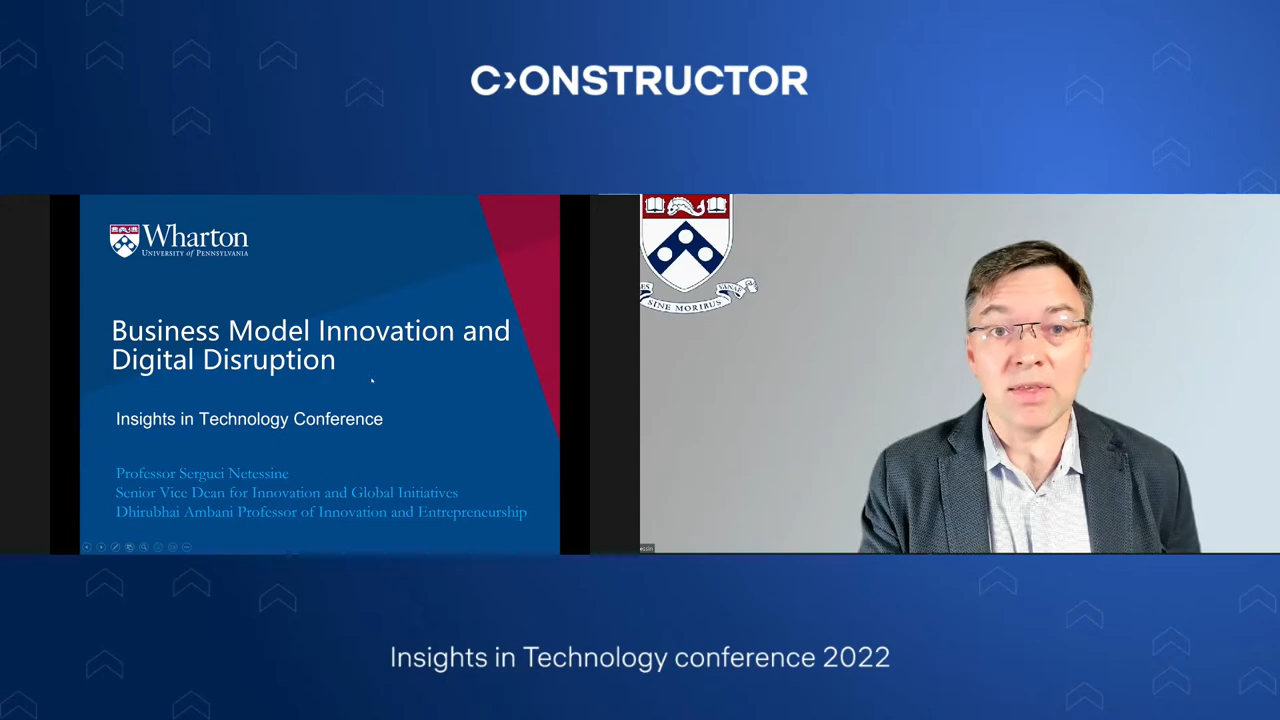 C›ONSTRUCTOR
Wharton
UNIVERSITY of PENNSYLVANIA
Business Model Innovation and
Digital Disruption
Insights in Technology Conference
Professor Serguei Netessine
Senior Vice Dean for Innovation and Global Initiatives
Dhirubhai Ambani Professor of Innovation and Entrepreneurship
VANAE
SINE MORIBUS
Insights in Technology conference 2022